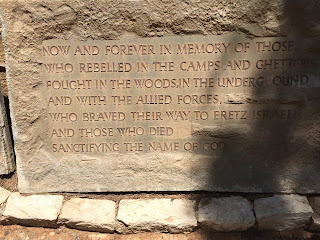 NOW AND FOREVER IN MEMORY OF THOSE
WHO REBELLED IN THE CAMPS AND GHETTOS
FOUGHT IN THE WOODS, IN THE UNDERGROUND
AND WITH THE ALLIED FORCES,
WHO BRAVED THEIR WAY TO ERETZ ISRAEL
AND THOSE WHO DIED
SANCTIFYING THE NAME OF GOD